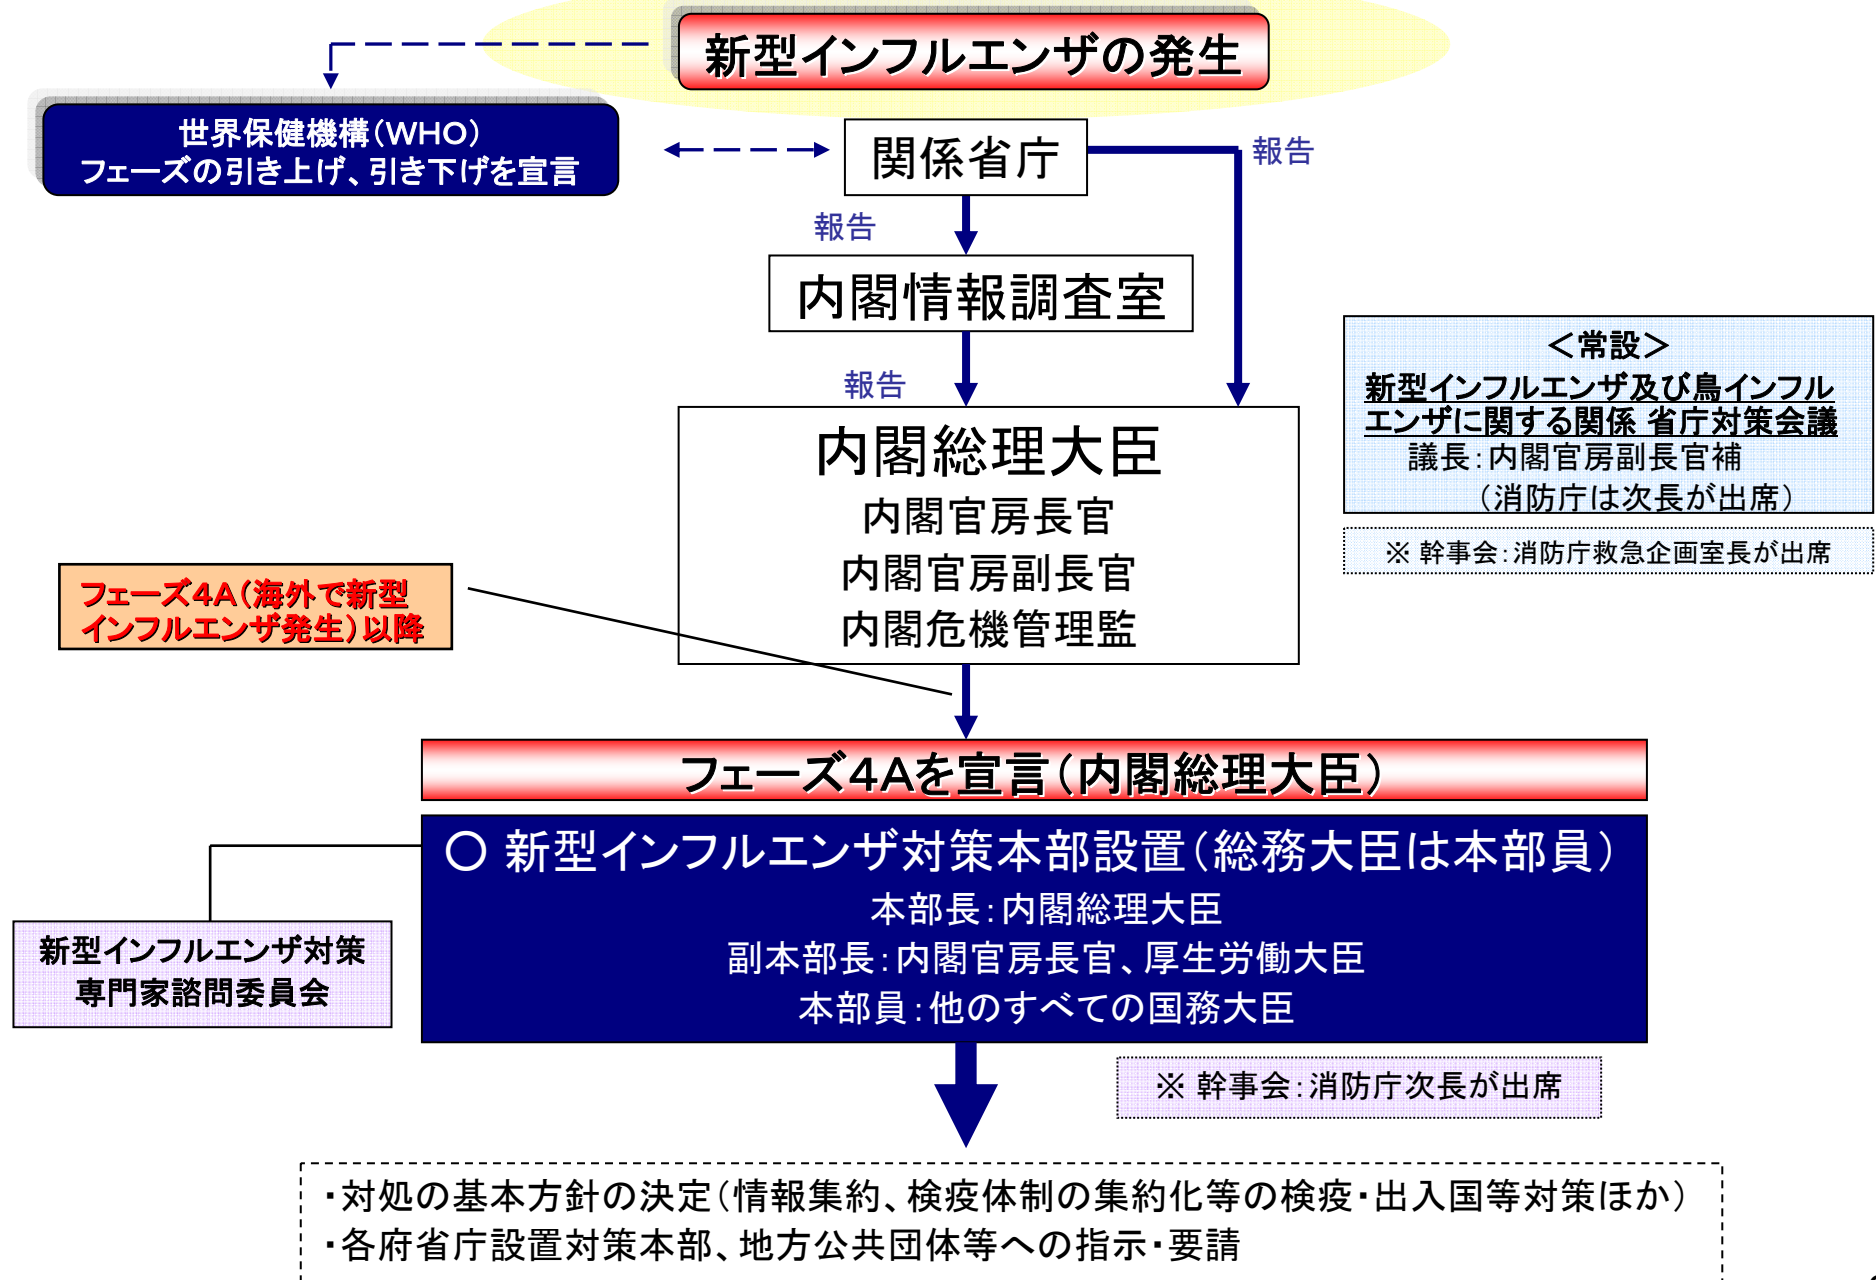 新型インフルエンザの発生
世界保健機構（WHO）
フェーズの引き上げ、引き下げを宣言
関係省庁
報告
報告
内閣情報調査室
報告
内閣総理大臣
内閣官房長官
内閣官房副長官
内閣危機管理監
＜常設＞
新型インフルエンザ及び鳥インフル
エンザに関する関係 省庁対策会議
議長：内閣官房副長官補
（消防庁は次長が出席）
※ 幹事会：消防庁救急企画室長が出席
フェーズ４Ａ（海外で新型
インフルエンザ発生）以降
フェーズ４Ａを宣言（内閣総理大臣）
○ 新型インフルエンザ対策本部設置（総務大臣は本部員）
本部長：内閣総理大臣
副本部長：内閣官房長官、厚生労働大臣
本部員：他のすべての国務大臣
新型インフルエンザ対策
専門家諮問委員会
※ 幹事会：消防庁次長が出席
・対処の基本方針の決定（情報集約、検疫体制の集約化等の検疫・出入国等対策ほか）
・各府省庁設置対策本部、地方公共団体等への指示・要請